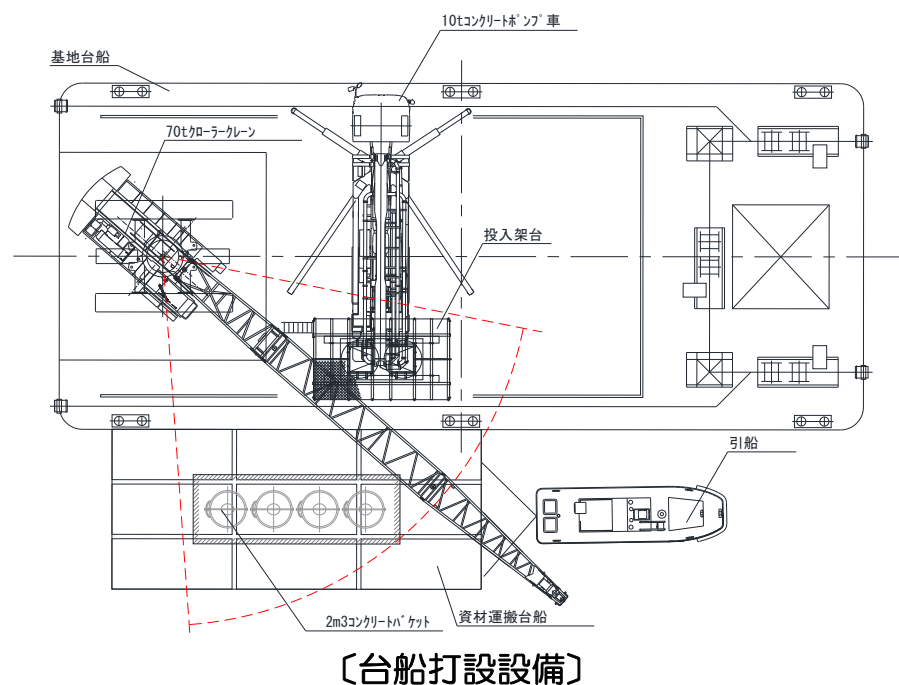 10tコンクリートポンプ車
基地台船
70tクローラークレーン
投入架台
引船
2m3コンクリートバケット
資材運搬台船
〔台船打設設備〕